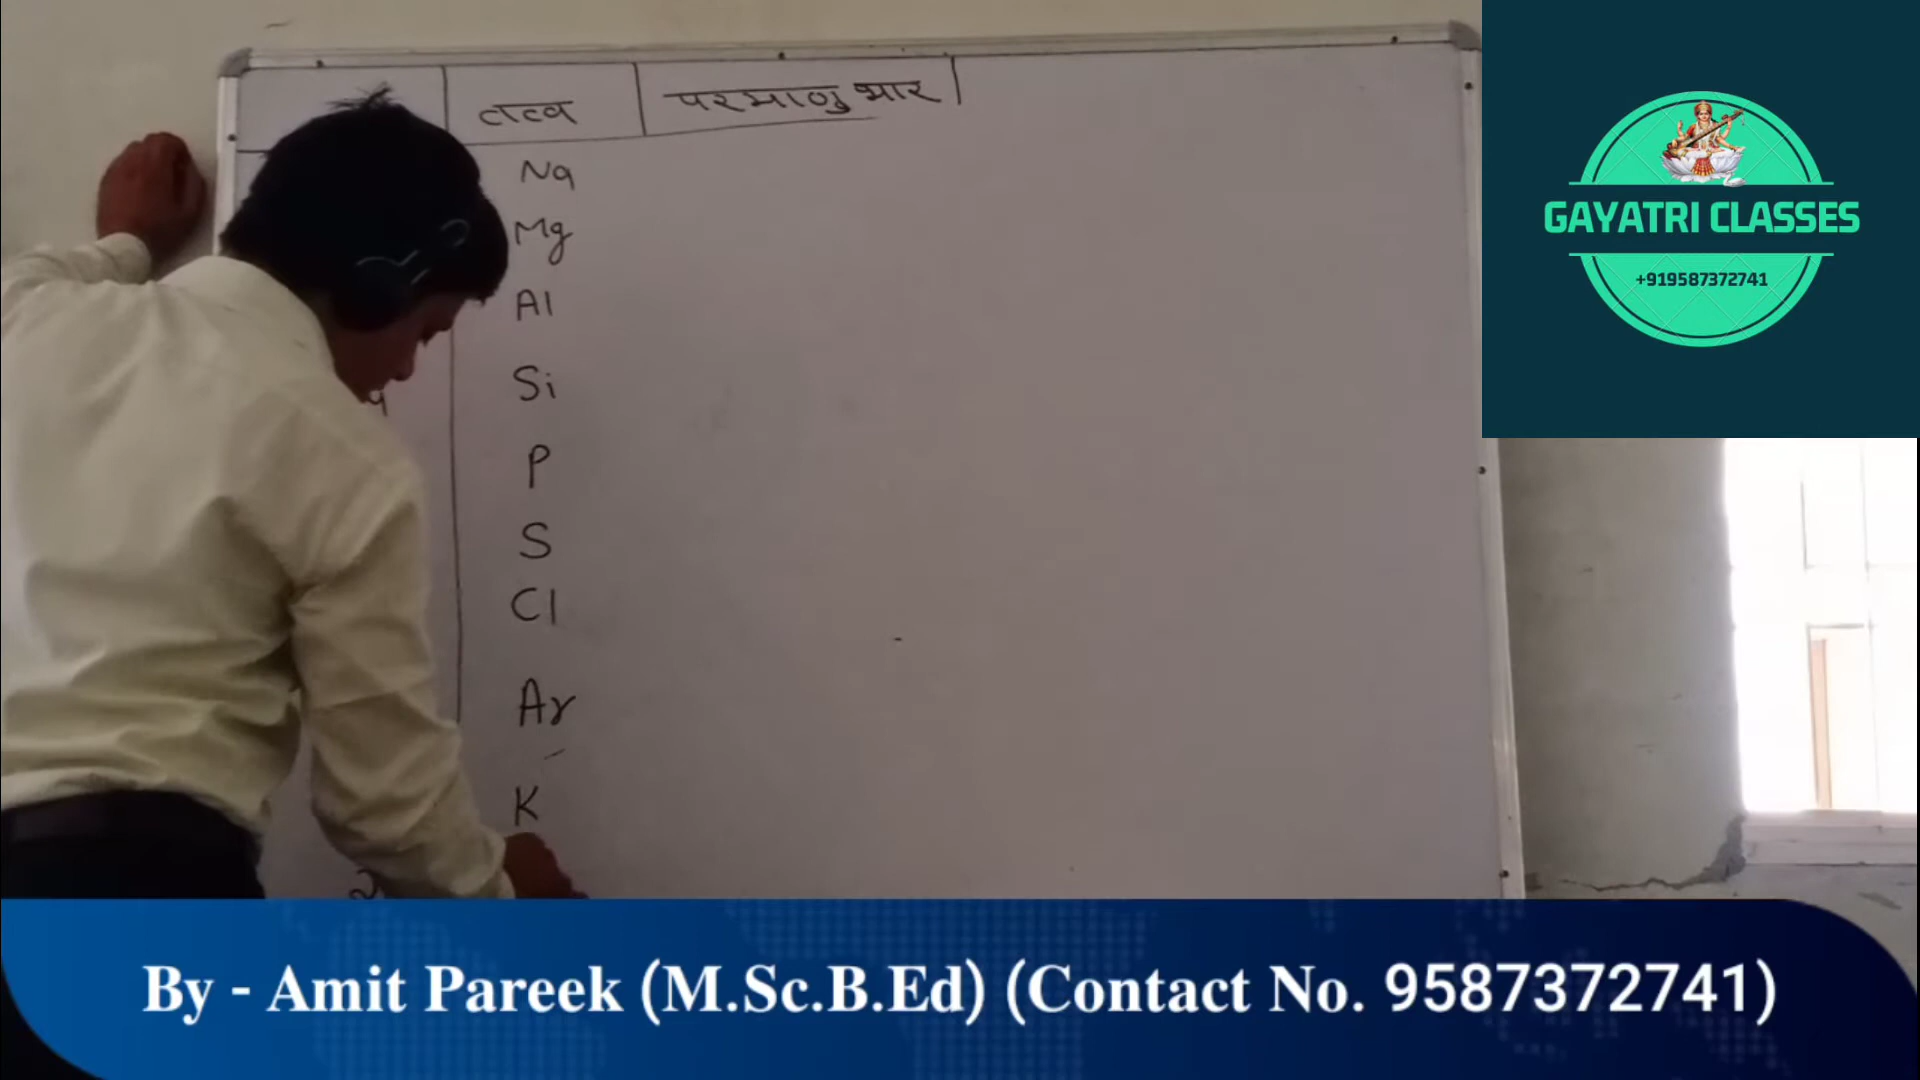 तत्व परमाणु भार
Na
Mg
Al
Si
P
S
Cl
Ar
K
GAYATRI CLASSES
+919587372741
By - Amit Pareek (M.Sc.B.Ed) (Contact No. 9587372741)